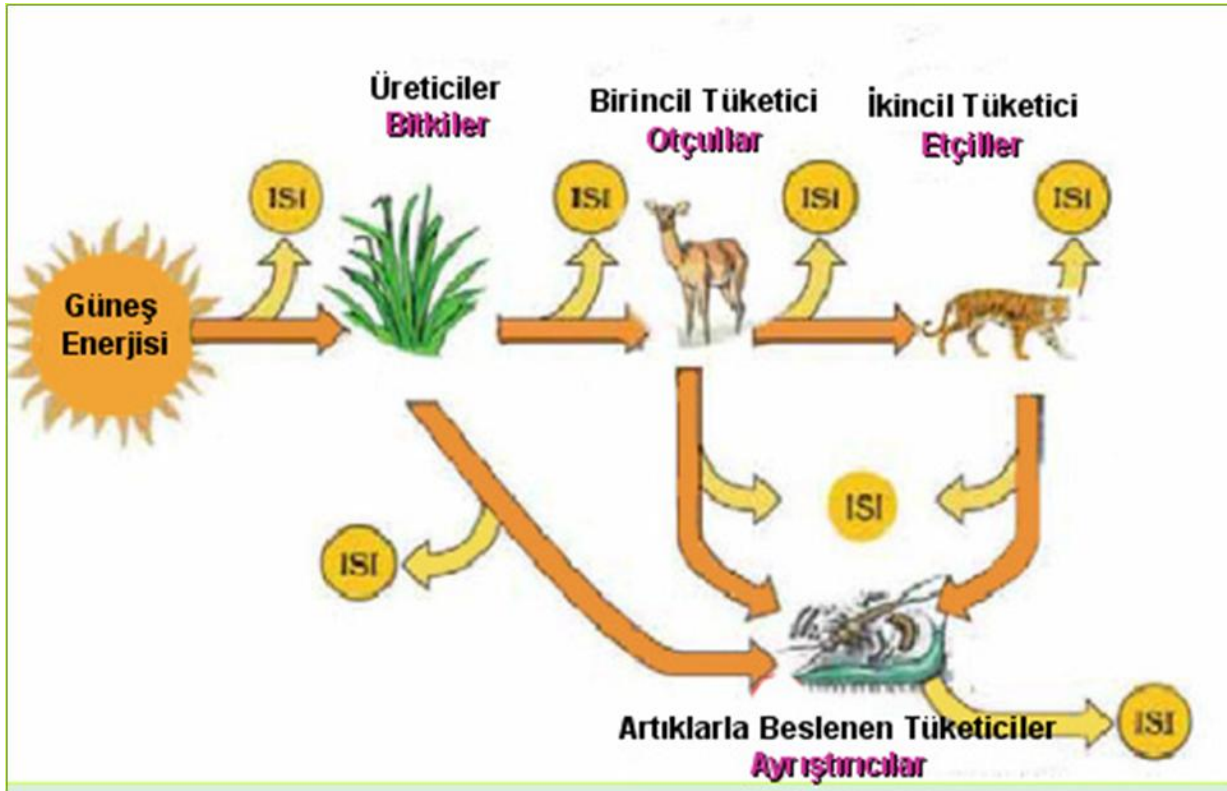 Üreticiler
Bitkiler
Birincil Tüketici
Otçullar
İkincil Tüketici
Etçiller
ISI
ISI
ISI
ISI
Güneş
Enerjisi
ISI
ISI
Artıklarla Beslenen Tüketiciler
Ayrıştırıcılar
ISI